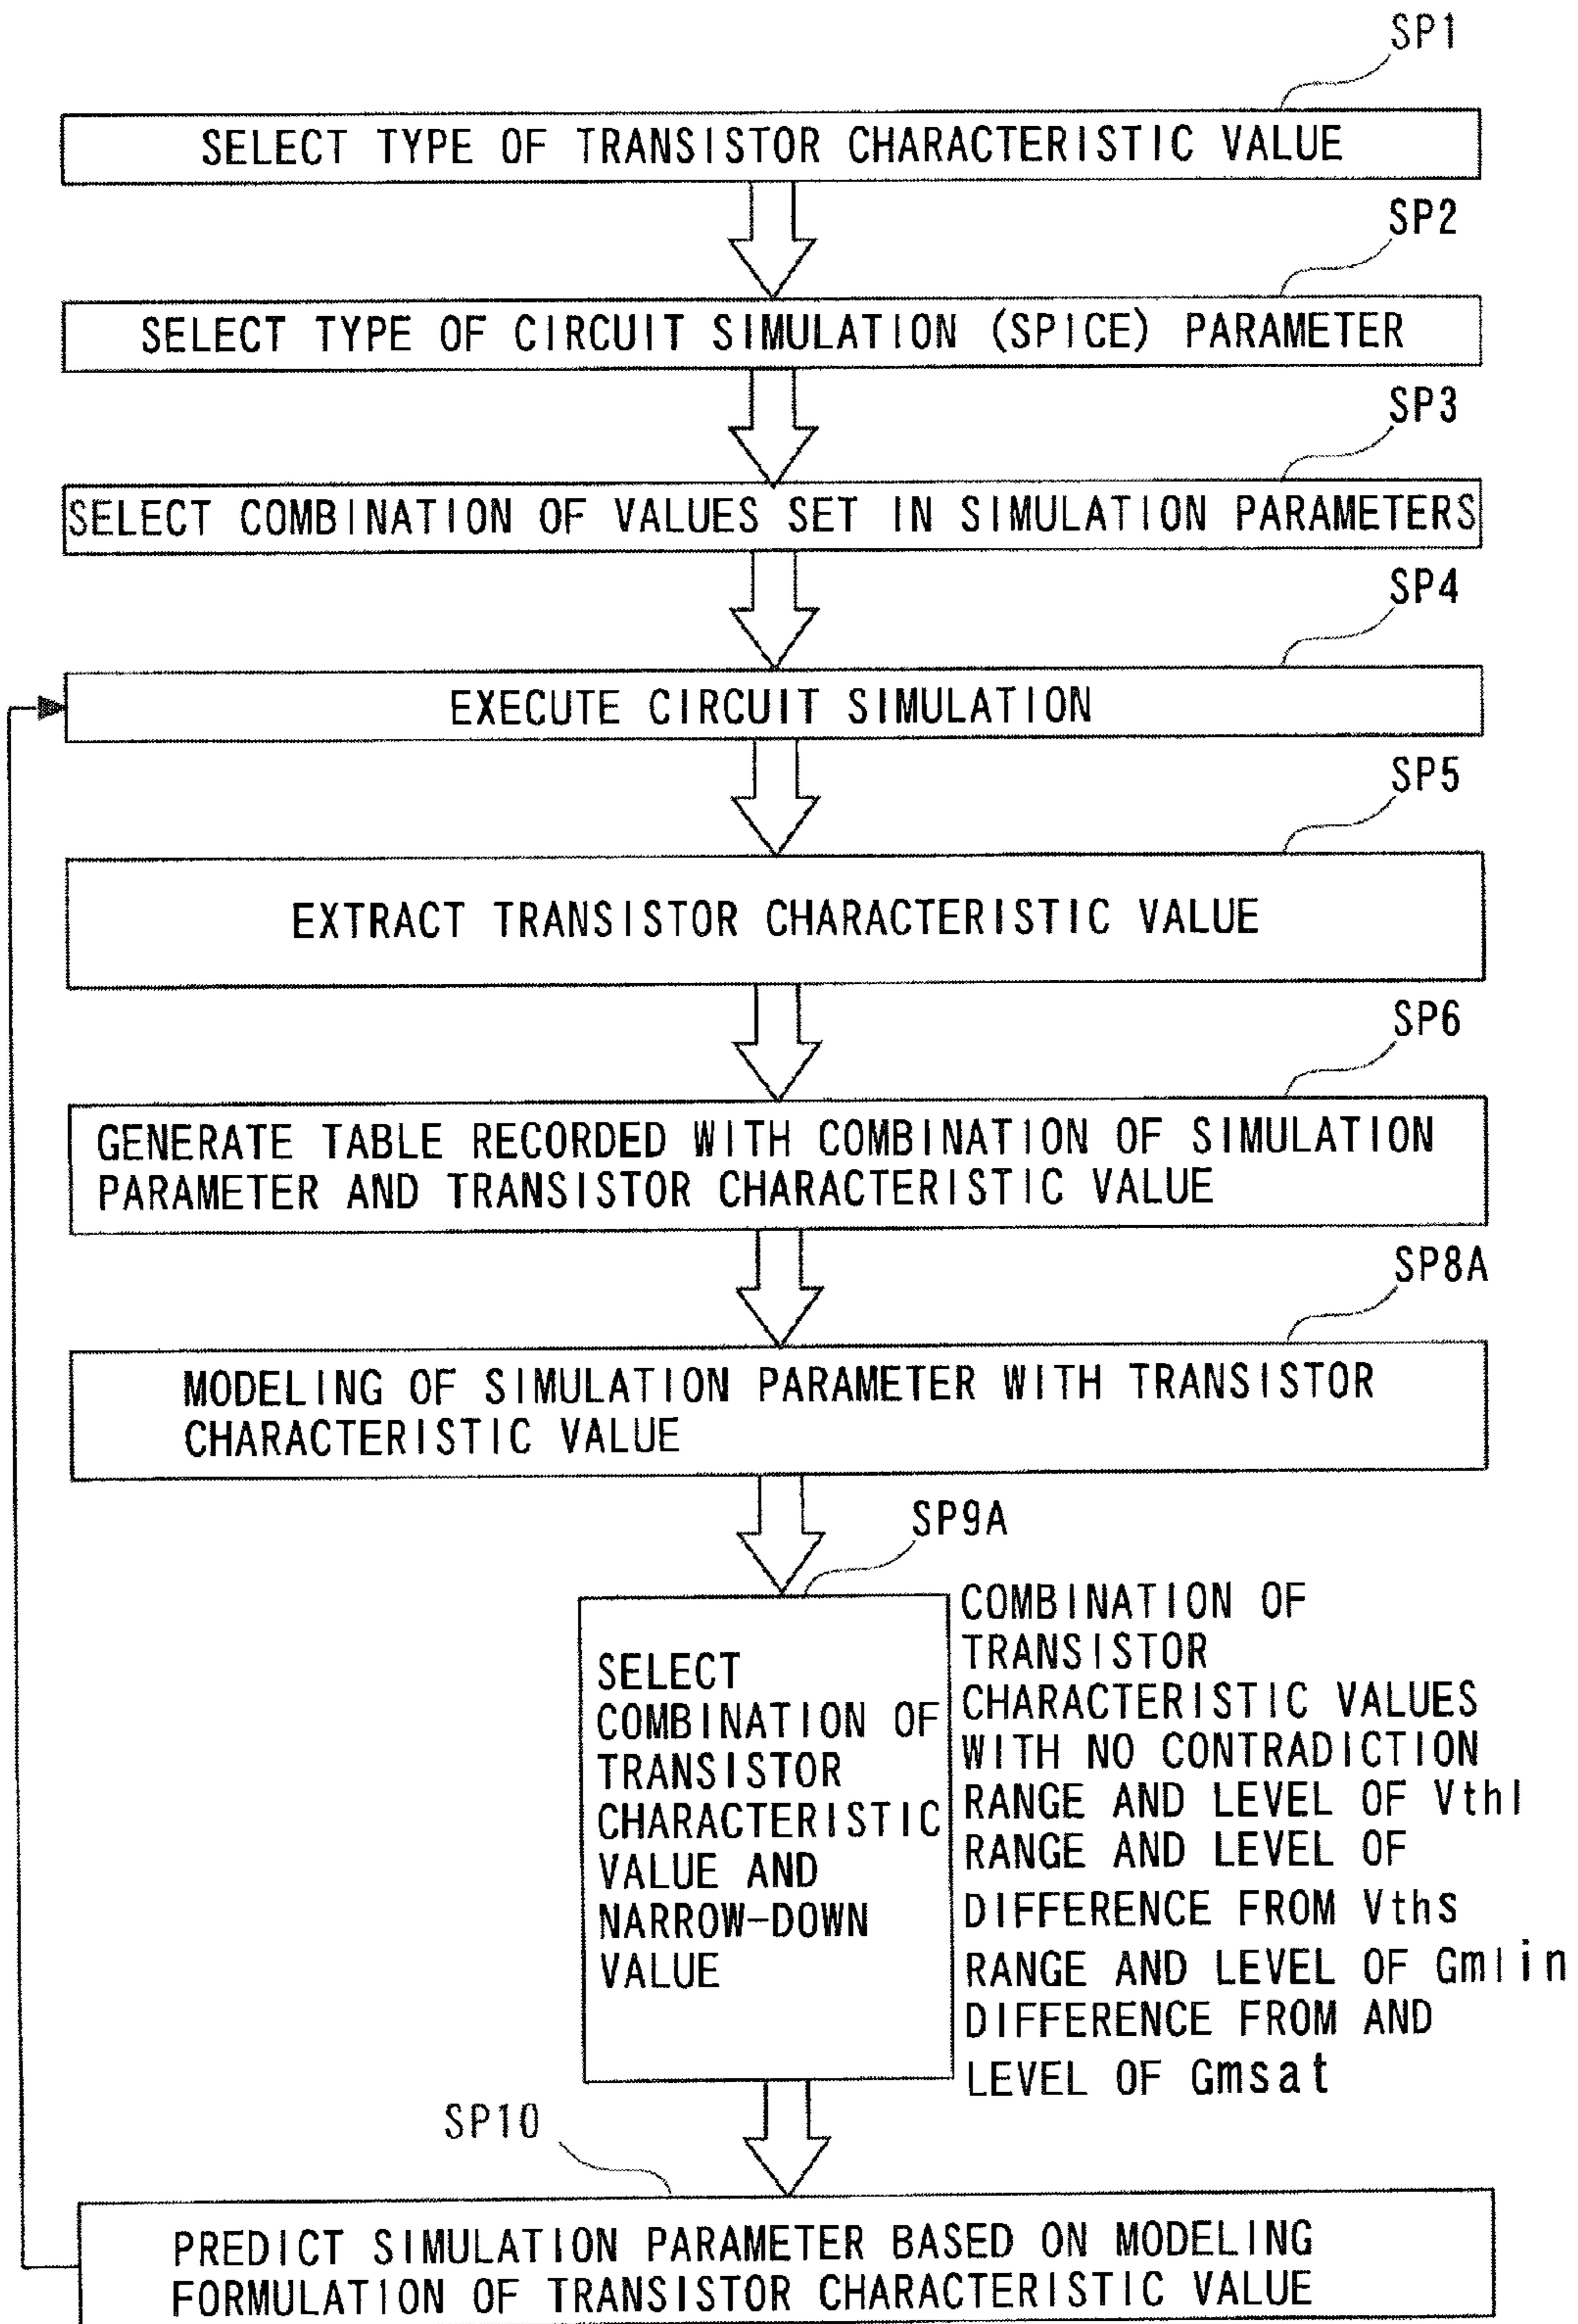 SP1
SELECT TYPE OF TRANSISTOR CHARACTERISTIC VALUE
SP2
SELECT TYPE OF CIRCUIT SIMULATION (SPICE) PARAMETER
SP3
SELECT COMBINATION OF VALUES SET IN SIMULATION PARAMETERS
SP4
EXECUTE CIRCUIT SIMULATION
SP5
EXTRACT TRANSISTOR CHARACTERISTIC VALUE
SP6
GENERATE TABLE RECORDED WITH COMBINATION OF SIMULATION
PARAMETER AND TRANSISTOR CHARACTERISTIC VALUE
SP8A
MODELING OF SIMULATION PARAMETER WITH TRANSISTOR
CHARACTERISTIC VALUE
SP9A
SELECT
COMBINATION OF
TRANSISTOR
CHARACTERISTIC
VALUE AND
NARROW-DOWN
VALUE
COMBINATION OF
TRANSISTOR
CHARACTERISTIC VALUES
WITH NO CONTRADICTION
RANGE AND LEVEL OF Vthl
RANGE AND LEVEL OF
DIFFERENCE FROM Vths
RANGE AND LEVEL OF Gmlin
DIFFERENCE FROM AND
LEVEL OF Gmsat
SP10
PREDICT SIMULATION PARAMETER BASED ON MODELING
FORMULATION OF TRANSISTOR CHARACTERISTIC VALUE